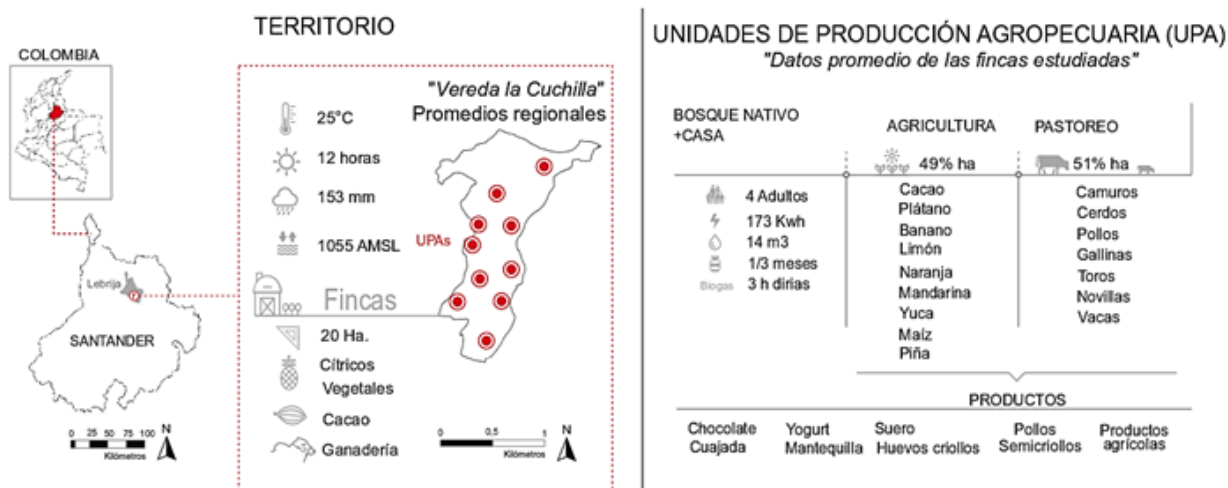 TERRITORIO
COLOMBIA
Lebrija
SANTANDER
0 25 50 75 100
Kilómetros
N
"Vereda la Cuchilla"
Promedios regionales
25°C
12 horas
153 mm
1055 AMSL
UPAs
Fincas
20 Ha.
Cítricos
Vegetales
Cacao
Ganadería
0 0,5 1
Kilómetros
N
UNIDADES DE PRODUCCIÓN AGROPECUARIA (UPA)
"Datos promedio de las fincas estudiadas"
BOSQUE NATIVO
+CASA
4 Adultos
173 Kwh
14 m3
1/3 meses
Biogas 3 h dirias
AGRICULTURA
49% ha
Cacao
Plátano
Banano
Limón
Naranja
Mandarina
Yuca
Maíz
Piña
PASTOREO
51% ha
Camuros
Cerdos
Pollos
Gallinas
Toros
Novillas
Vacas
PRODUCTOS
Chocolate
Cuajada
Yogurt
Mantequilla
Suero
Huevos criollos
Pollos
Semicriollos
Productos
agrícolas